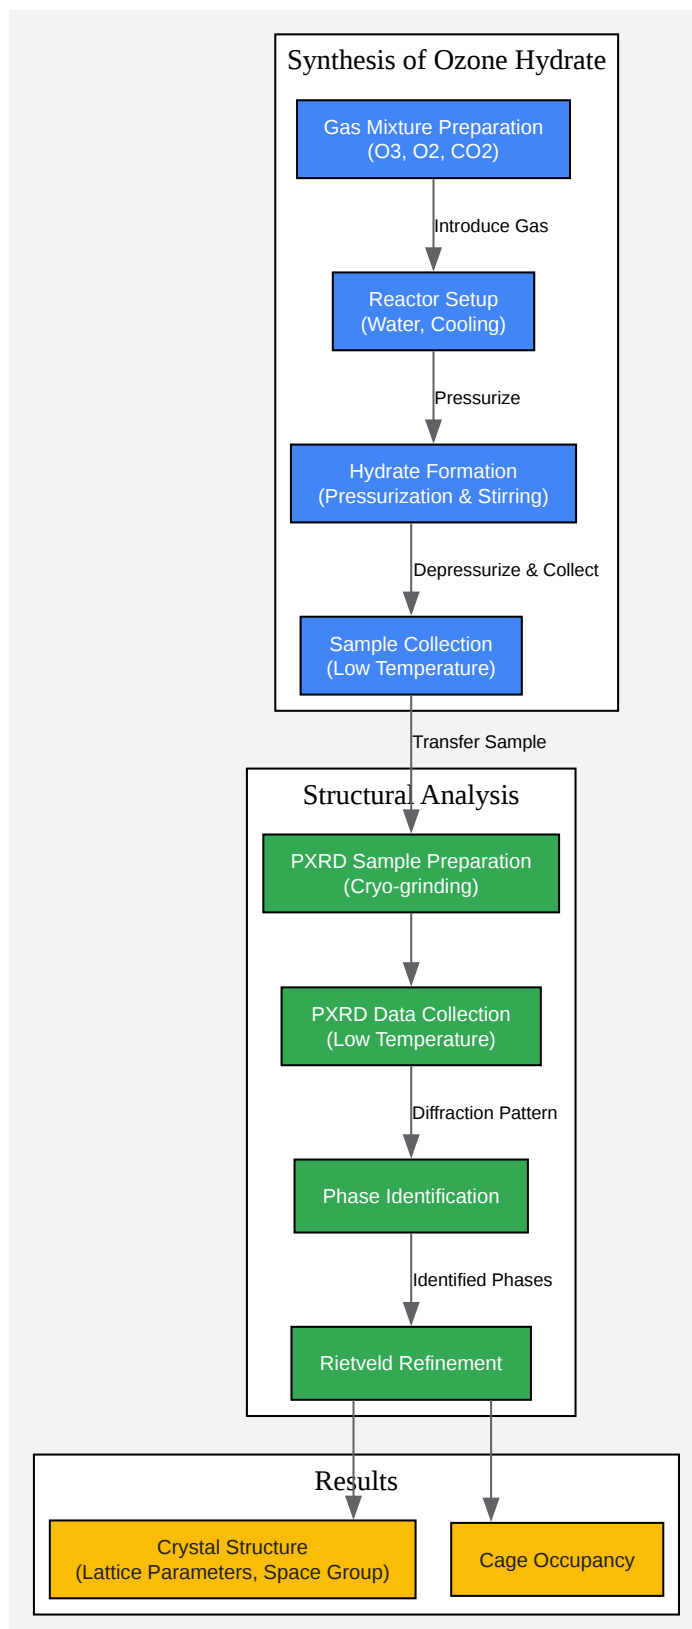 Synthesis of Ozone Hydrate
Gas Mixture Preparation
(O3, O2, CO2)
Introduce Gas
Reactor Setup
(Water, Cooling)
Pressurize
Hydrate Formation
(Pressurization & Stirring)
Depressurize & Collect
Sample Collection
(Low Temperature)
Transfer Sample
Structural Analysis
PXRD Sample Preparation
(Cryo-grinding)
PXRD Data Collection
(Low Temperature)
Diffraction Pattern
Phase Identification
Identified Phases
Rietveld Refinement
Results
Crystal Structure
(Lattice Parameters, Space Group)
Cage Occupancy